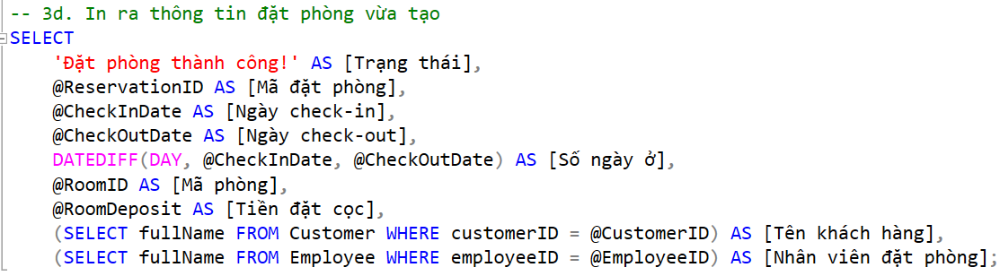 -- 3d. In ra thông tin đặt phòng vừa tạo
SELECT
'Đặt phòng thành công!' AS [Trạng thái],
@ReservationID AS [Mã đặt phòng],
@CheckInDate AS [Ngày check-in],
@CheckOutDate AS [Ngày check-out],
DATEDIFF(DAY, @CheckInDate, @CheckOutDate) AS [Số ngày ở],
@RoomID AS [Mã phòng],
@RoomDeposit AS [Tiền đặt cọc],
(SELECT fullName FROM Customer WHERE customerID = @CustomerID) AS [Tên khách hàng],
(SELECT fullName FROM Employee WHERE employeeID = @EmployeeID) AS [Nhân viên đặt phòng];